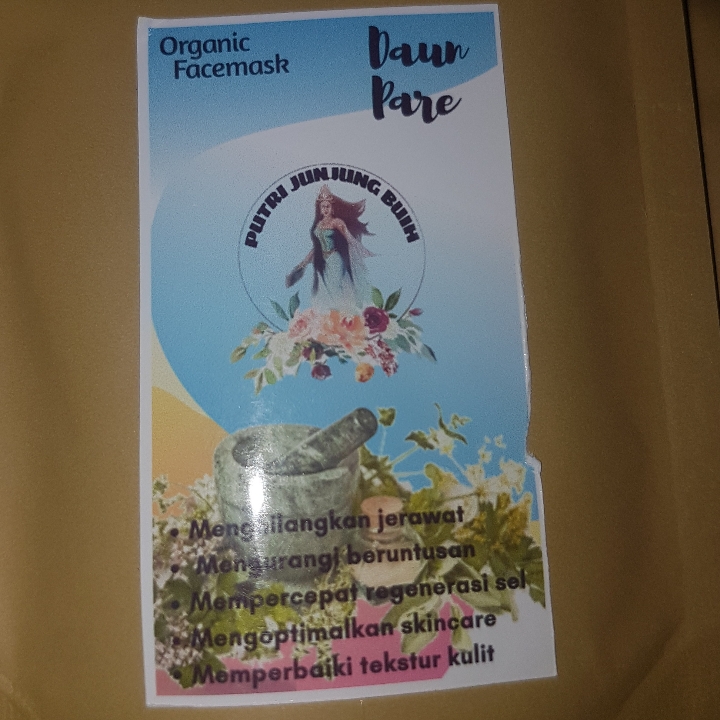 Organic
Facemask
Daun
Pare
PUTRI JUNJUNG BUIH
• Menghilangkan jerawat
• Mengurangi beruntusan
• Mempercepat regenerasi sel
• Mengoptimalkan skincare
• Memperbaiki tekstur kulit